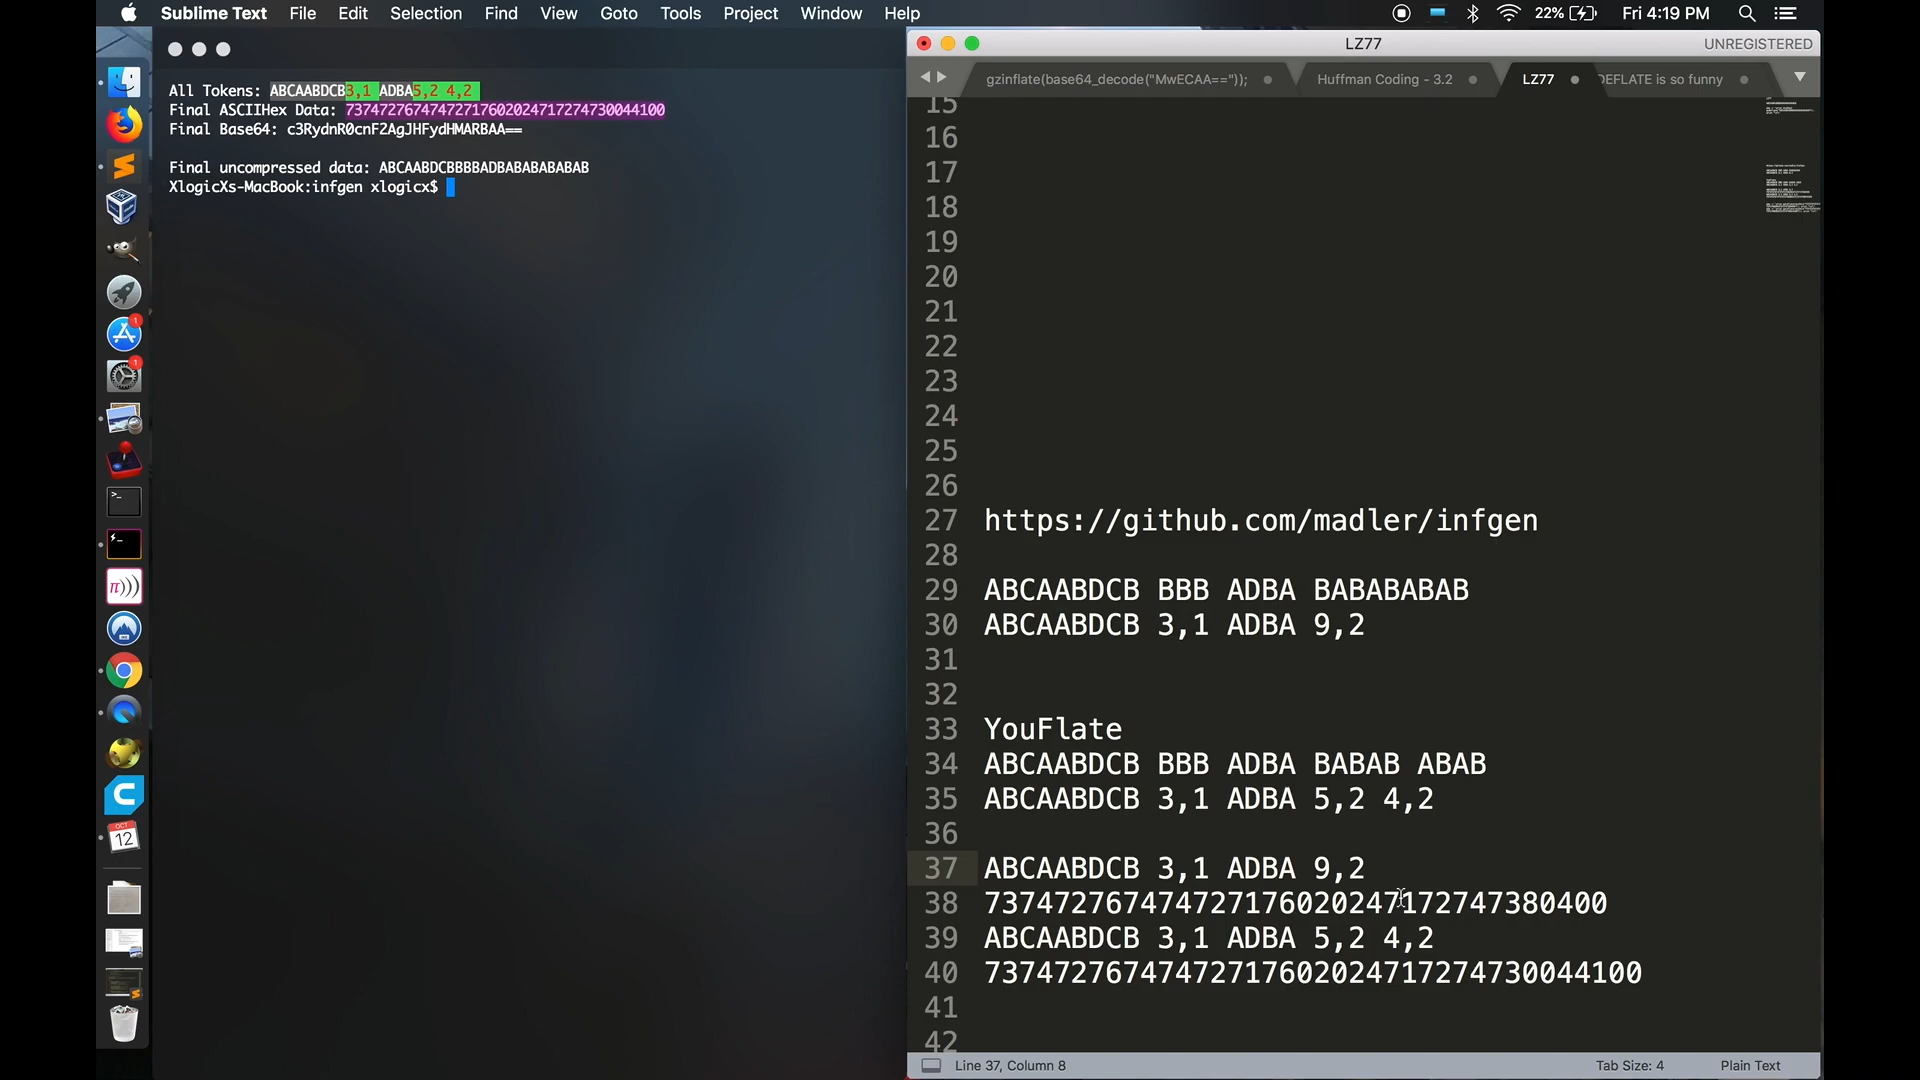 Sublime Text File Edit Selection Find View Goto Tools Project Window Help 22% Fri 4:19 PM
All Tokens: ABCAABDCB3,1 ADBA5,2 4,2
Final ASCIIHex Data: 73747276747472717602024717274730044100
Final Base64: c3RydnR0cnF2AgJHFydHMARBAA==
Final uncompressed data: ABCAABDCBBBBADBABABABABAB
XlogicXs-MacBook:infgen xlogicx$
1
1
OCT
12
LZ77
UNREGISTERED
gzinflate(base64_decode("MwECAA==")); Huffman Coding - 3.2 LZ77 DEFLATE is so funny
15
16
17
18
19
20
21
22
23
24
25
26
27 https://github.com/madler/infgen
28
29 ABCAABDCB BBB ADBA BABABABAB
30 ABCAABDCB 3,1 ADBA 9,2
31
32
33 YouFlate
34 ABCAABDCB BBB ADBA BABAB ABAB
35 ABCAABDCB 3,1 ADBA 5,2 4,2
36
37 ABCAABDCB 3,1 ADBA 9,2
38 737472767474727176020247172747380400
39 ABCAABDCB 3,1 ADBA 5,2 4,2
40 73747276747472717602024717274730044100
41
42
Line 37, Column 8
Tab Size: 4
Plain Text